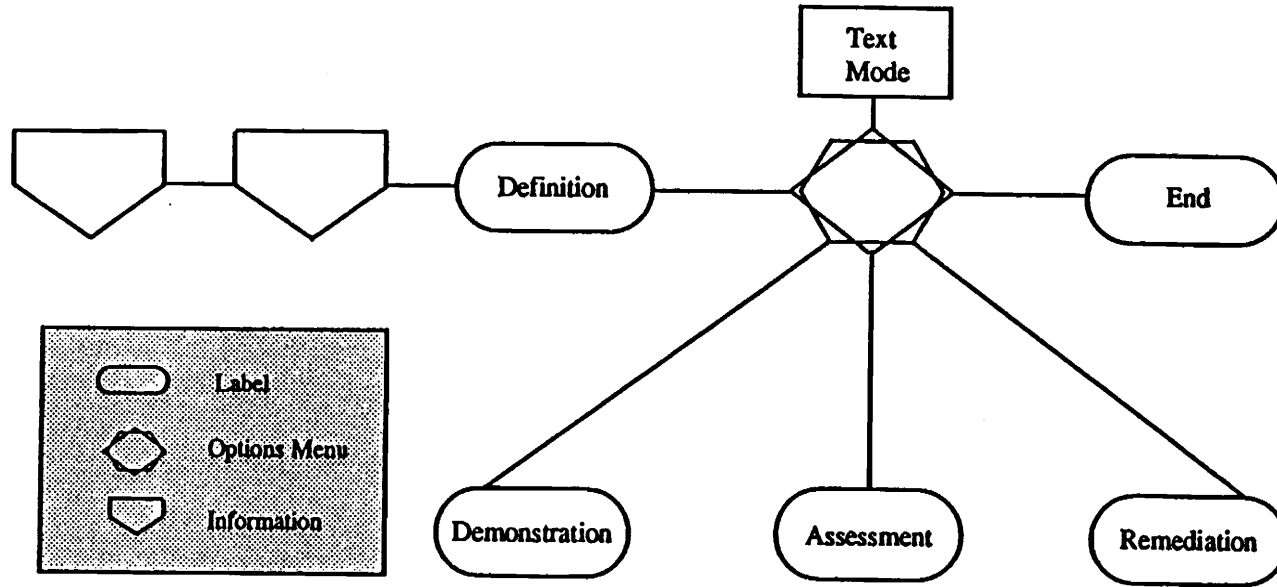 Text
Mode
Definition
End
Label
Options Menu
Information
Demonstration
Assessment
Remediation